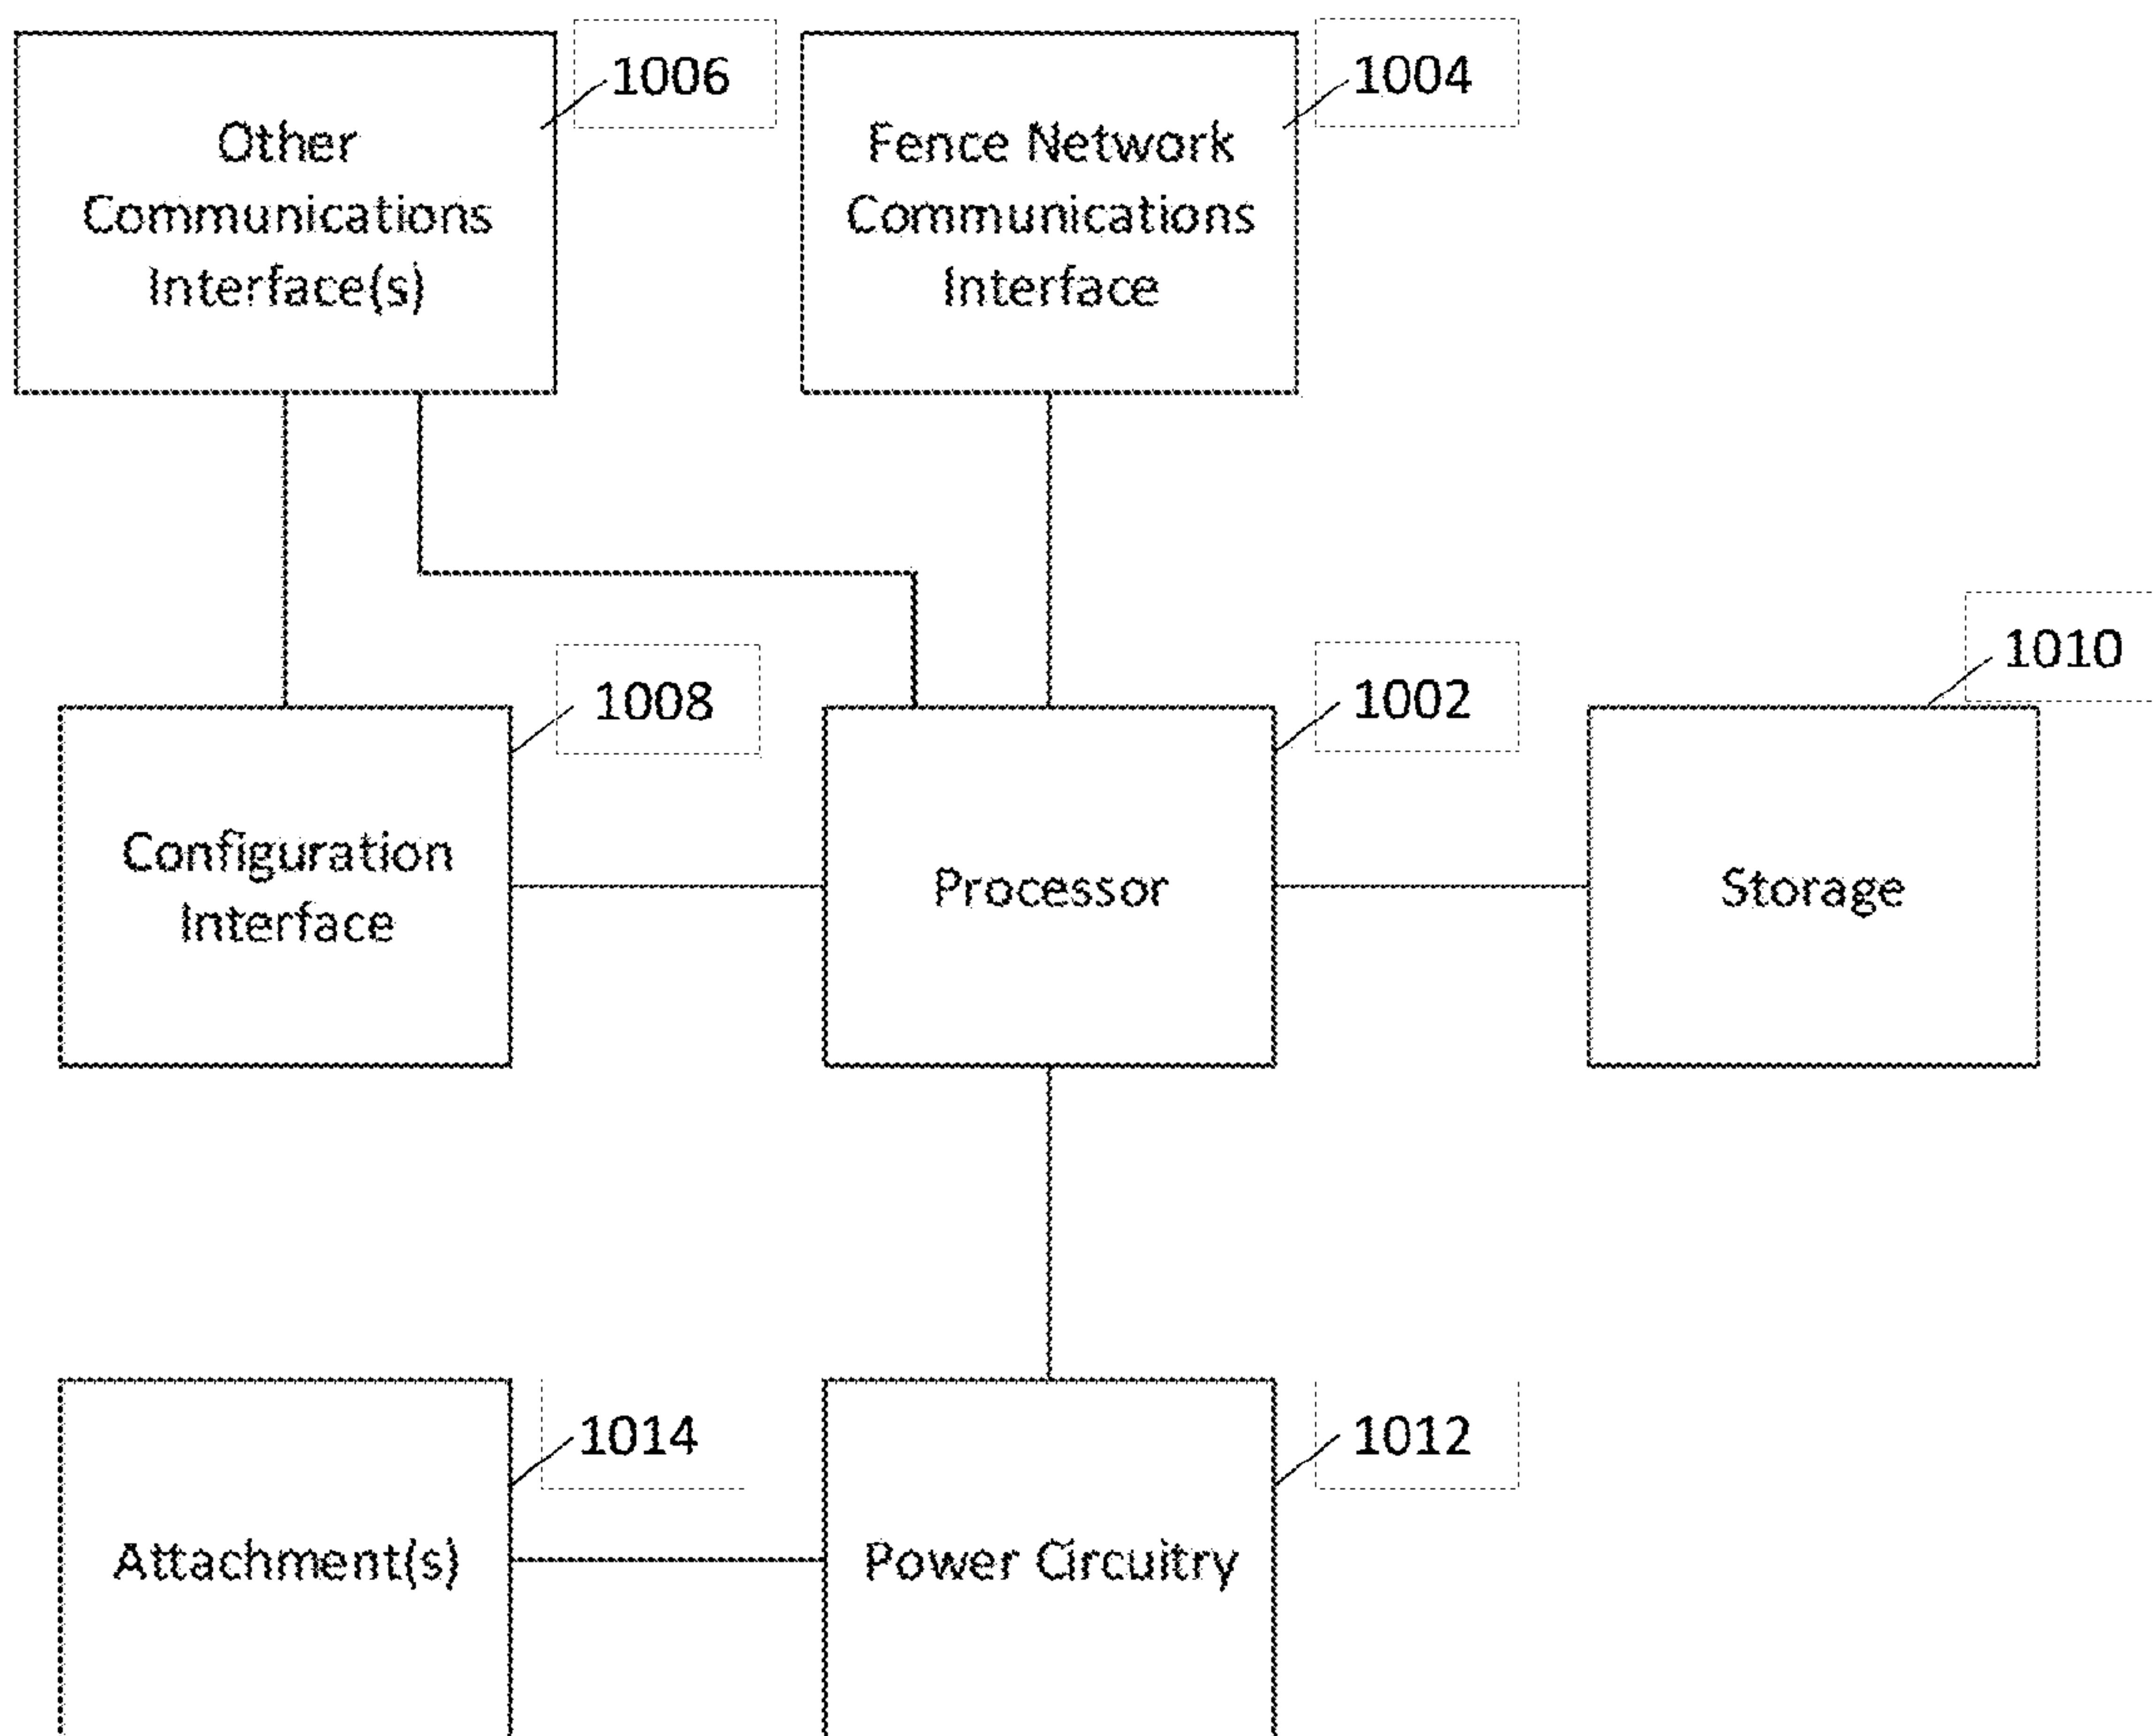 1006
Other
Communications
Interface(s)
1004
Fence Network
Communications
Interface
1008
Configuration
Interface
1002
Processor
1010
Storage
1014
Attachment(s)
1012
Power Circuitry